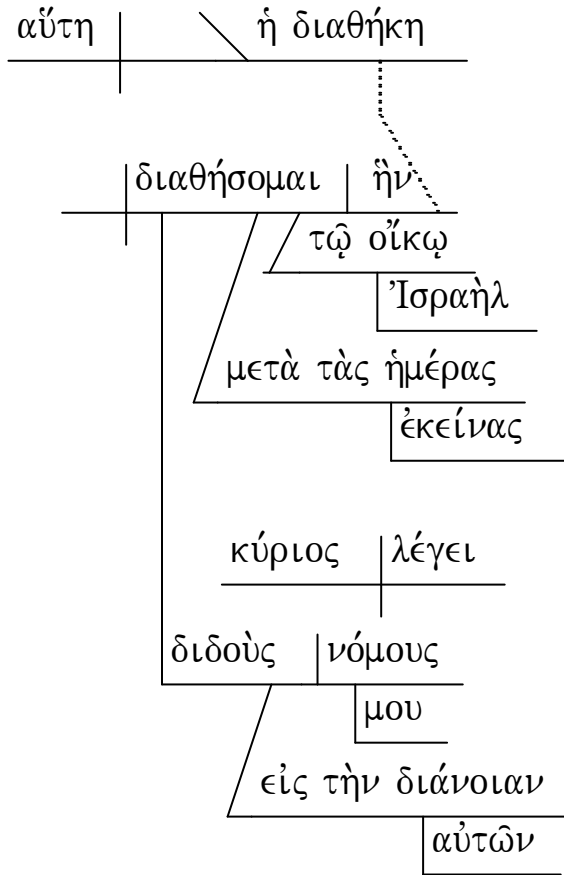 αὕτη ἡ διαθήκη
διαθήσομαι ἣν
τῷ οἴκῳ
Ἰσραὴλ
μετὰ τὰς ἡμέρας
ἐκείνας
κύριος λέγει
διδοὺς νόμους
μου
εἰς τὴν διάνοιαν
αὐτῶν